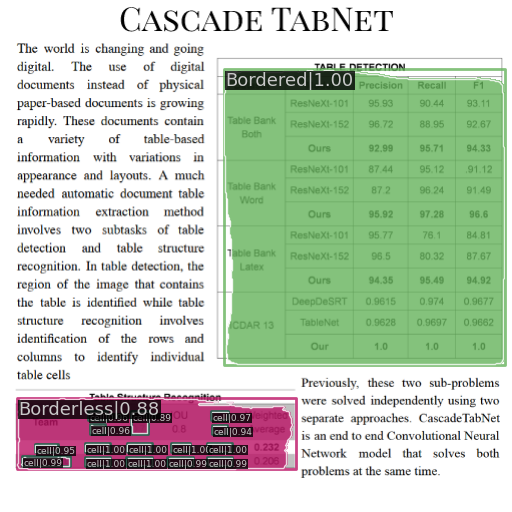 CASCADE TABNET
The world is changing and going
digital. The use of digital
documents instead of physical
paper-based documents is growing
rapidly. These documents contain
a variety of table-based
information with variations in
appearance and layouts. A much
needed automatic document table
information extraction method
involves two subtasks of table
detection and table structure
recognition. In table detection, the
region of the image that contains
the table is identified while table
structure recognition involves
identification of the rows and
columns to identify individual
table cells
TABLE DETECTION
Bordered|1.00
Precision Recall F1
Table Bank Both
ResNeXt-101 95.93 90.44 93.11
ResNeXt-152 96.72 88.95 92.67
Ours 92.99 95.71 94.33
Table Bank Word
ResNeXt-101 87.44 95.12 .91.12
ResNeXt-152 87.2 96.24 91.49
Ours 95.92 97.28 96.6
Table Bank Latex
ResNeXt-101 95.77 76.1 84.81
ResNeXt-152 96.5 80.32 87.67
Ours 94.35 95.49 94.92
ICDAR 13
DeepDeSRT 0.9615 0.974 0.9677
TableNet 0.9628 0.9697 0.9662
Our 1.0 1.0 1.0
Table Structure Recognition
Borderless|0.88
Team IOU
0.8
cell|0.89 cell|0.97
cell|0.96 cell|0.94
cell|0.95 cell|1.00 cell|1.00 cell|1.00 cell|1.00 0.232
cell|0.99 cell|1.00 cell|1.00 cell|0.99 cell|0.99 0.206
Previously, these two sub-problems
were solved independently using two
separate approaches. CascadeTabNet
is an end to end Convolutional Neural
Network model that solves both
problems at the same time.